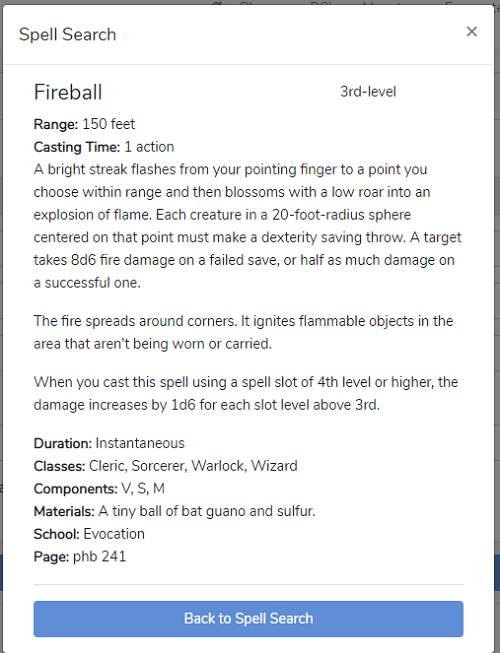 Spell Search ×
Fireball 3rd-level
Range: 150 feet
Casting Time: 1 action
A bright streak flashes from your pointing finger to a point you
choose within range and then blossoms with a low roar into an
explosion of flame. Each creature in a 20-foot-radius sphere
centered on that point must make a dexterity saving throw. A target
takes 8d6 fire damage on a failed save, or half as much damage on
a successful one.
The fire spreads around corners. It ignites flammable objects in the
area that aren't being worn or carried.
When you cast this spell using a spell slot of 4th level or higher, the
damage increases by 1d6 for each slot level above 3rd.
Duration: Instantaneous
Classes: Cleric, Sorcerer, Warlock, Wizard
Components: V, S, M
Materials: A tiny ball of bat guano and sulfur.
School: Evocation
Page: phb 241
Back to Spell Search